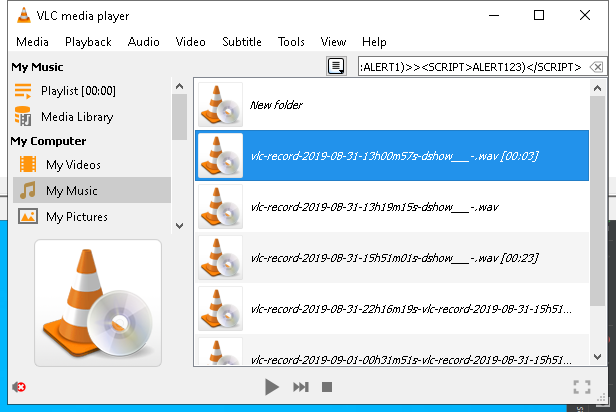 VLC media player
Media Playback Audio Video Subtitle Tools View Help
My Music
:ALERT1)>><SCRIPT>ALERT123)</SCRIPT>
Playlist [00:00]
Media Library
My Computer
My Videos
My Music
My Pictures
New folder
vlc-record-2019-08-31-13h00m57s-dshow___-.wav [00:03]
vlc-record-2019-08-31-13h19m15s-dshow___-.wav
vlc-record-2019-08-31-15h51m01s-dshow___-.wav [00:23]
vlc-record-2019-08-31-22h16m19s-vlc-record-2019-08-31-15h51...
vlc-record-2019-09-01-00h31m51s-vlc-record-2019-08-31-15h51...